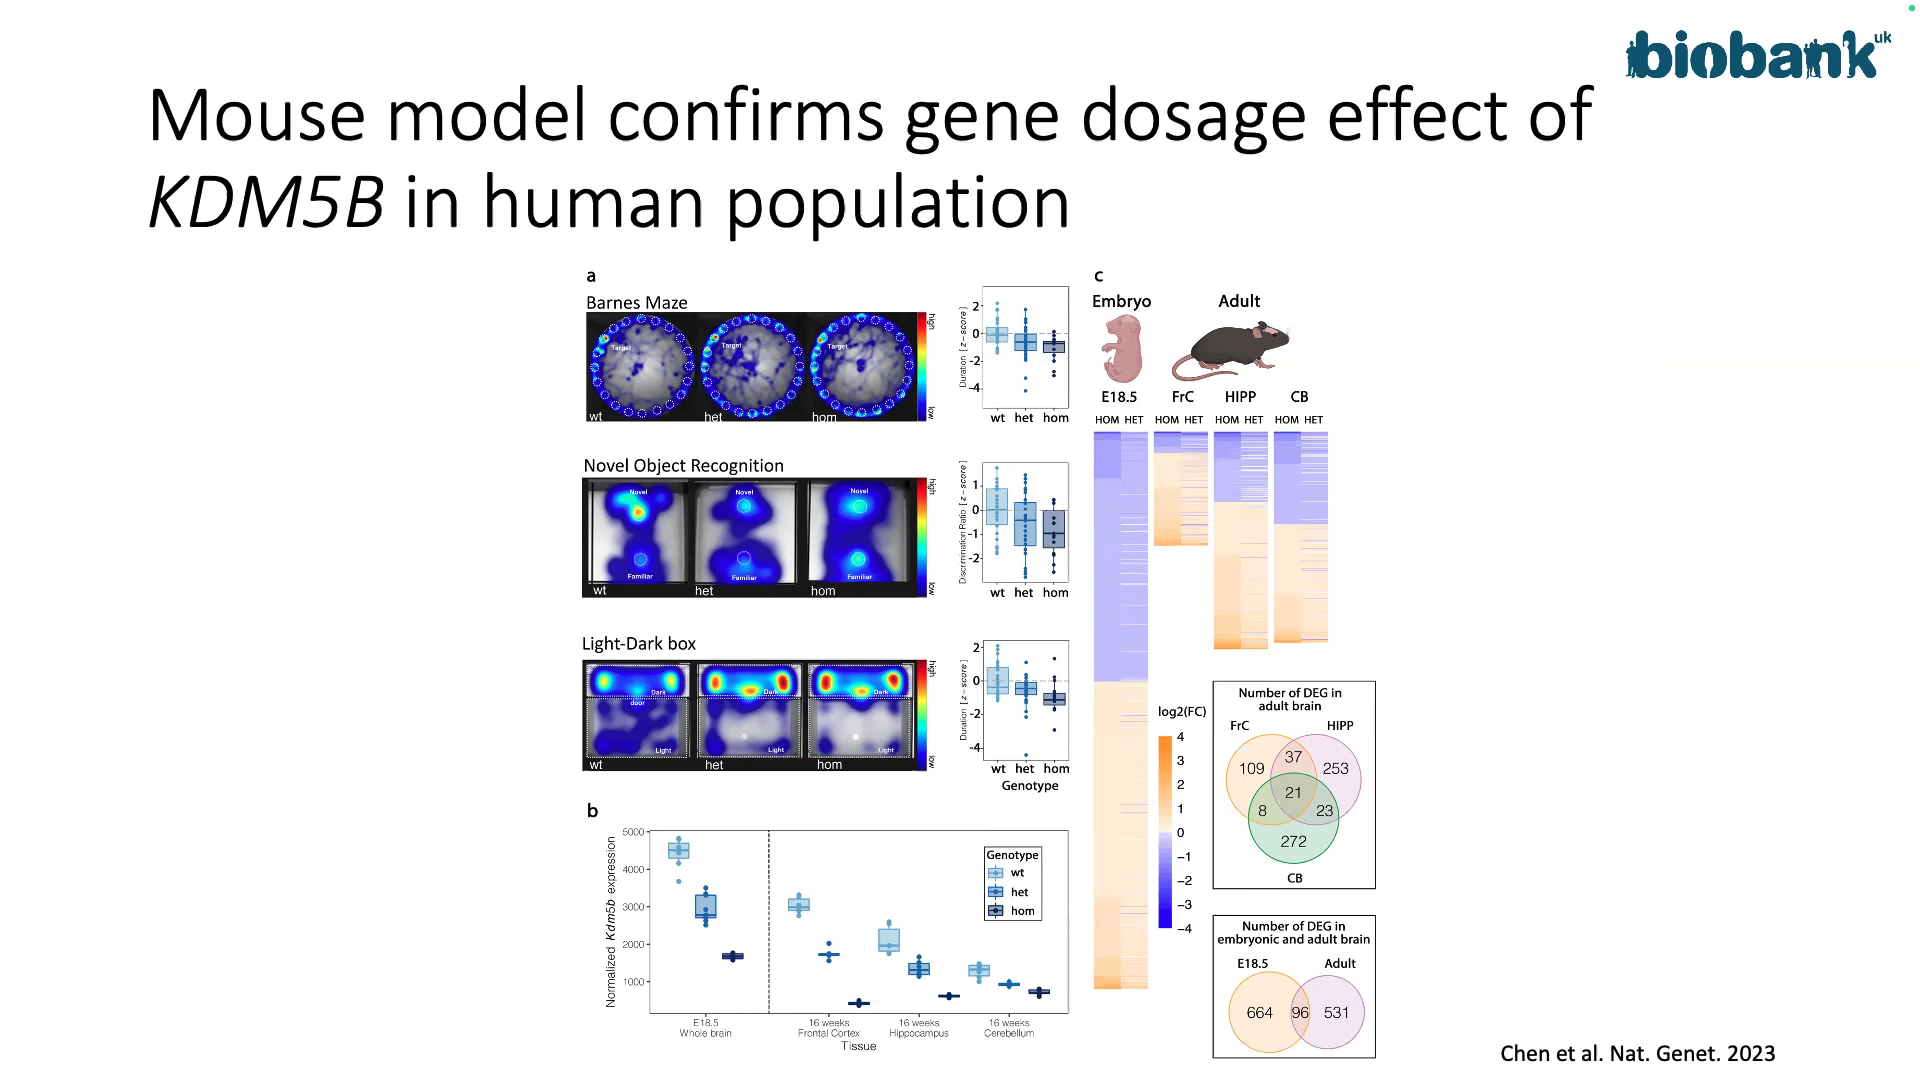 biobank uk
Mouse model confirms gene dosage effect of
KDM5B in human population
a
Barnes Maze
Target
Target
Target
wt
het
hom
high
low
Duration [z-score]
2
0
-2
-4
wt het hom
Novel Object Recognition
Novel
Novel
Novel
Familiar
Familiar
Familiar
wt
het
hom
high
low
Discrimination Ratio [z-score]
1
0
-1
-2
wt het hom
Light-Dark box
Dark
door
Light
Dark
Light
Dark
Light
wt
het
hom
high
low
Duration [z-score]
2
0
-2
-4
wt het hom
Genotype
b
Normalized Kdm5b expression
5000
4000
3000
2000
1000
Genotype
wt
het
hom
E18.5
Whole brain
16 weeks
Frontal Cortex
16 weeks
Hippocampus
16 weeks
Cerebellum
Tissue
c
Embryo
Adult
E18.5
FrC
HIPP
CB
HOM HET
HOM HET
HOM HET
HOM HET
log2(FC)
4
3
2
1
0
−1
−2
−3
−4
Number of DEG in
adult brain
FrC
HIPP
109
37
253
21
8
23
272
CB
Number of DEG in
embryonic and adult brain
E18.5
Adult
664
96
531
Chen et al. Nat. Genet. 2023